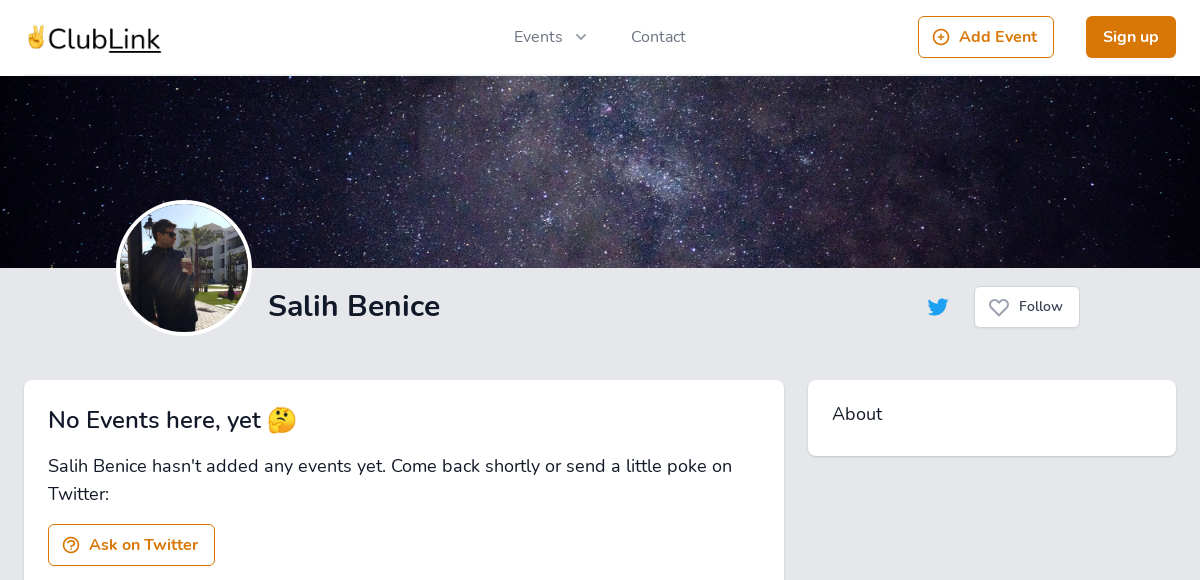 ✌️ClubLink
Events
Contact
Add Event
Sign up
Salih Benice
Follow
No Events here, yet 🤔
Salih Benice hasn't added any events yet. Come back shortly or send a little poke on
Twitter:
Ask on Twitter
About